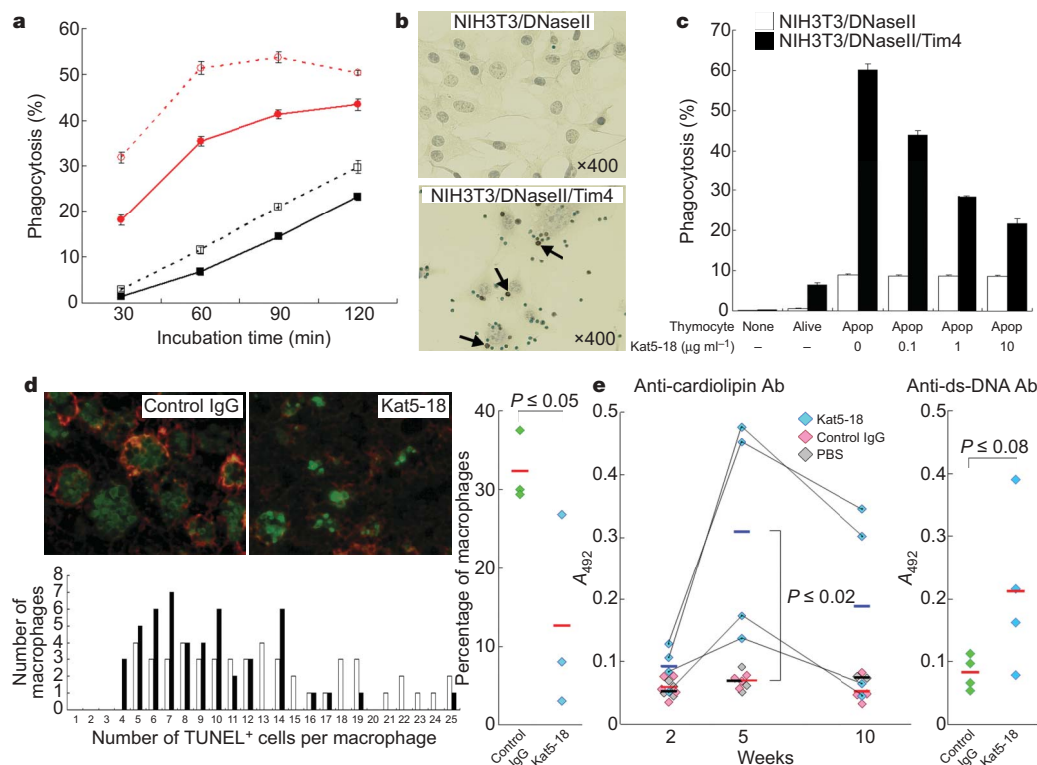 a
60
50
40
30
20
10
0
Phagocytosis (%)
30 60 90 120
Incubation time (min)
b
NIH3T3/DNaseII
×400
NIH3T3/DNaseII/Tim4
×400
c
NIH3T3/DNaseII
NIH3T3/DNaseII/Tim4
70
60
50
40
30
20
10
0
Phagocytosis (%)
Thymocyte None Alive Apop Apop Apop Apop
Kat5-18 (μg ml⁻¹) – – 0 0.1 1 10
d
Control IgG
Kat5-18
8
7
6
5
4
3
2
1
0
Number of
macrophages
1 2 3 4 5 6 7 8 9 10 11 12 13 14 15 16 17 18 19 20 21 22 23 24 25
Number of TUNEL⁺ cells per macrophage
40
30
20
10
0
Percentage of macrophages
P ≤ 0.05
Control
IgG
Kat5-18
e
Anti-cardiolipin Ab
Kat5-18
Control IgG
PBS
0.5
0.4
0.3
0.2
0.1
0
A₄₉₂
P ≤ 0.02
2 5 10
Weeks
Anti-ds-DNA Ab
0.5
0.4
0.3
0.2
0.1
0
A₄₉₂
P ≤ 0.08
Control
IgG
Kat5-18